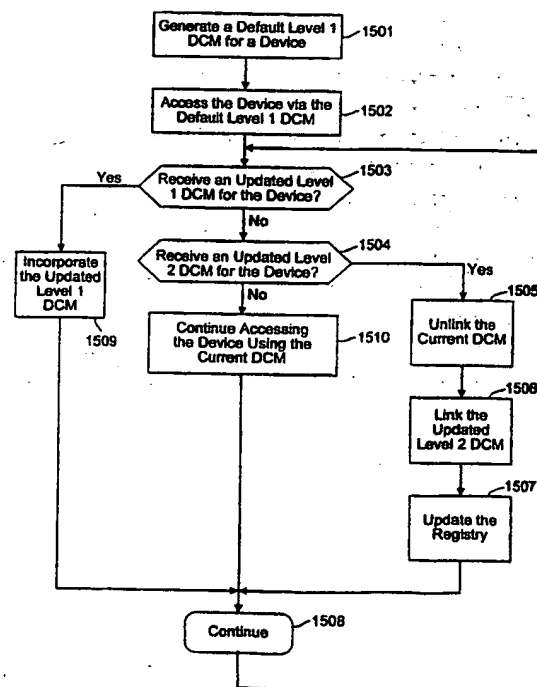 Generate a Default Level 1
DCM for a Device
1501
Access the Device via the
Default Level 1 DCM
1502
Receive an Updated Level
1 DCM for the Device?
1503
Yes
No
Receive an Updated Level
2 DCM for the Device?
1504
Yes
No
Incorporate
the Updated
Level 1
DCM
1509
Continue Accessing
the Device Using the
Current DCM
1510
Unlink the
Current DCM
1505
Link the
Updated
Level 2 DCM
1506
Update the
Registry
1507
Continue
1508